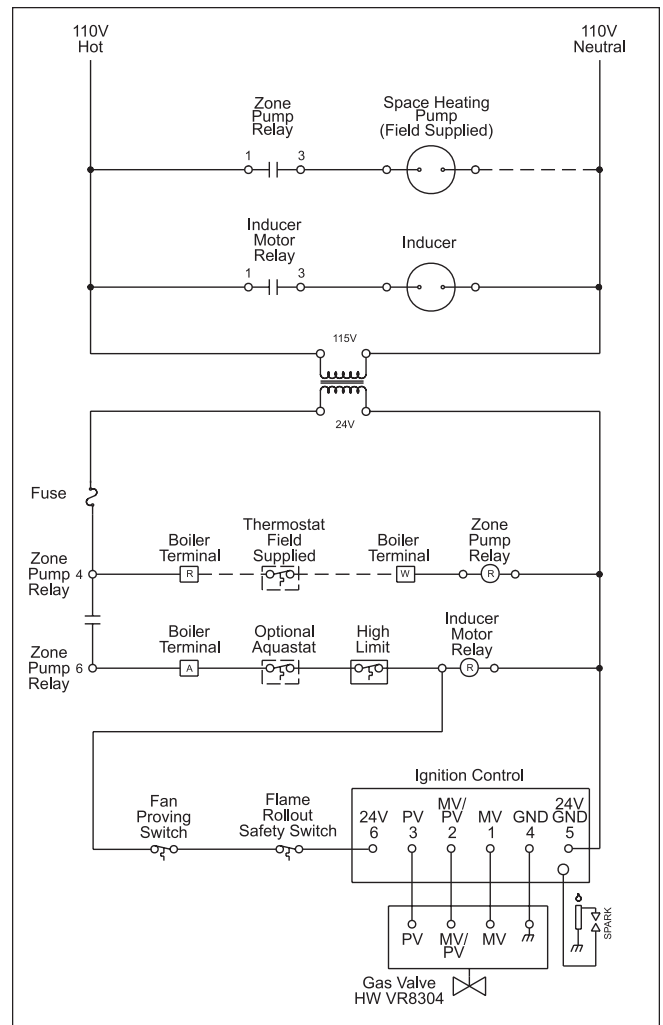 110V
Hot
110V
Neutral
Zone
Pump
Relay
Space Heating
Pump
(Field Supplied)
1 3
Inducer
Motor
Relay
Inducer
1 3
115V
24V
Fuse
Zone
Pump 4
Relay
Boiler
Terminal
R
Thermostat
Field
Supplied
Boiler
Terminal
W
Zone
Pump
Relay
R
Zone
Pump 6
Relay
Boiler
Terminal
A
Optional
Aquastat
High
Limit
Inducer
Motor
Relay
R
Ignition Control
Fan
Proving
Switch
Flame
Rollout
Safety Switch
24V
6
PV
3
MV/
PV
2
MV
1
GND
4
24V
GND
5
SPARK
PV
MV/
PV
MV
Gas Valve
HW VR8304